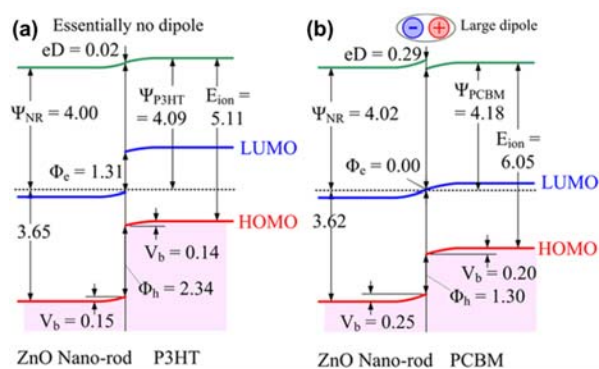 (a) Essentially no dipole
eD = 0.02
Ψ_NR = 4.00
Ψ_P3HT
= 4.09
E_ion =
5.11
LUMO
Φ_e = 1.31
3.65
HOMO
V_b = 0.14
Φ_h = 2.34
V_b = 0.15
ZnO Nano-rod P3HT
(b) − + Large dipole
eD = 0.29
Ψ_NR = 4.02
Ψ_PCBM
= 4.18
E_ion =
6.05
Φ_e = 0.00
LUMO
3.62
HOMO
V_b = 0.20
Φ_h = 1.30
V_b = 0.25
ZnO Nano-rod PCBM